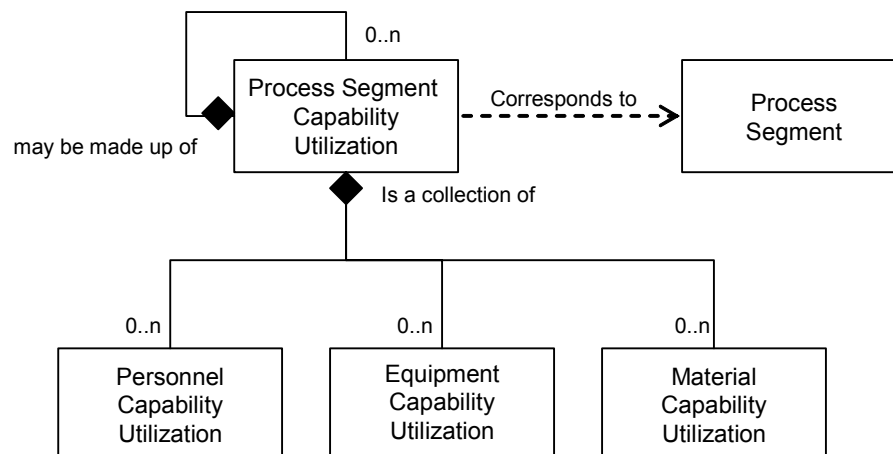 0..n
Process Segment
Capability
Utilization
Corresponds to
Process
Segment
may be made up of
Is a collection of
0..n
0..n
0..n
Personnel
Capability
Utilization
Equipment
Capability
Utilization
Material
Capability
Utilization